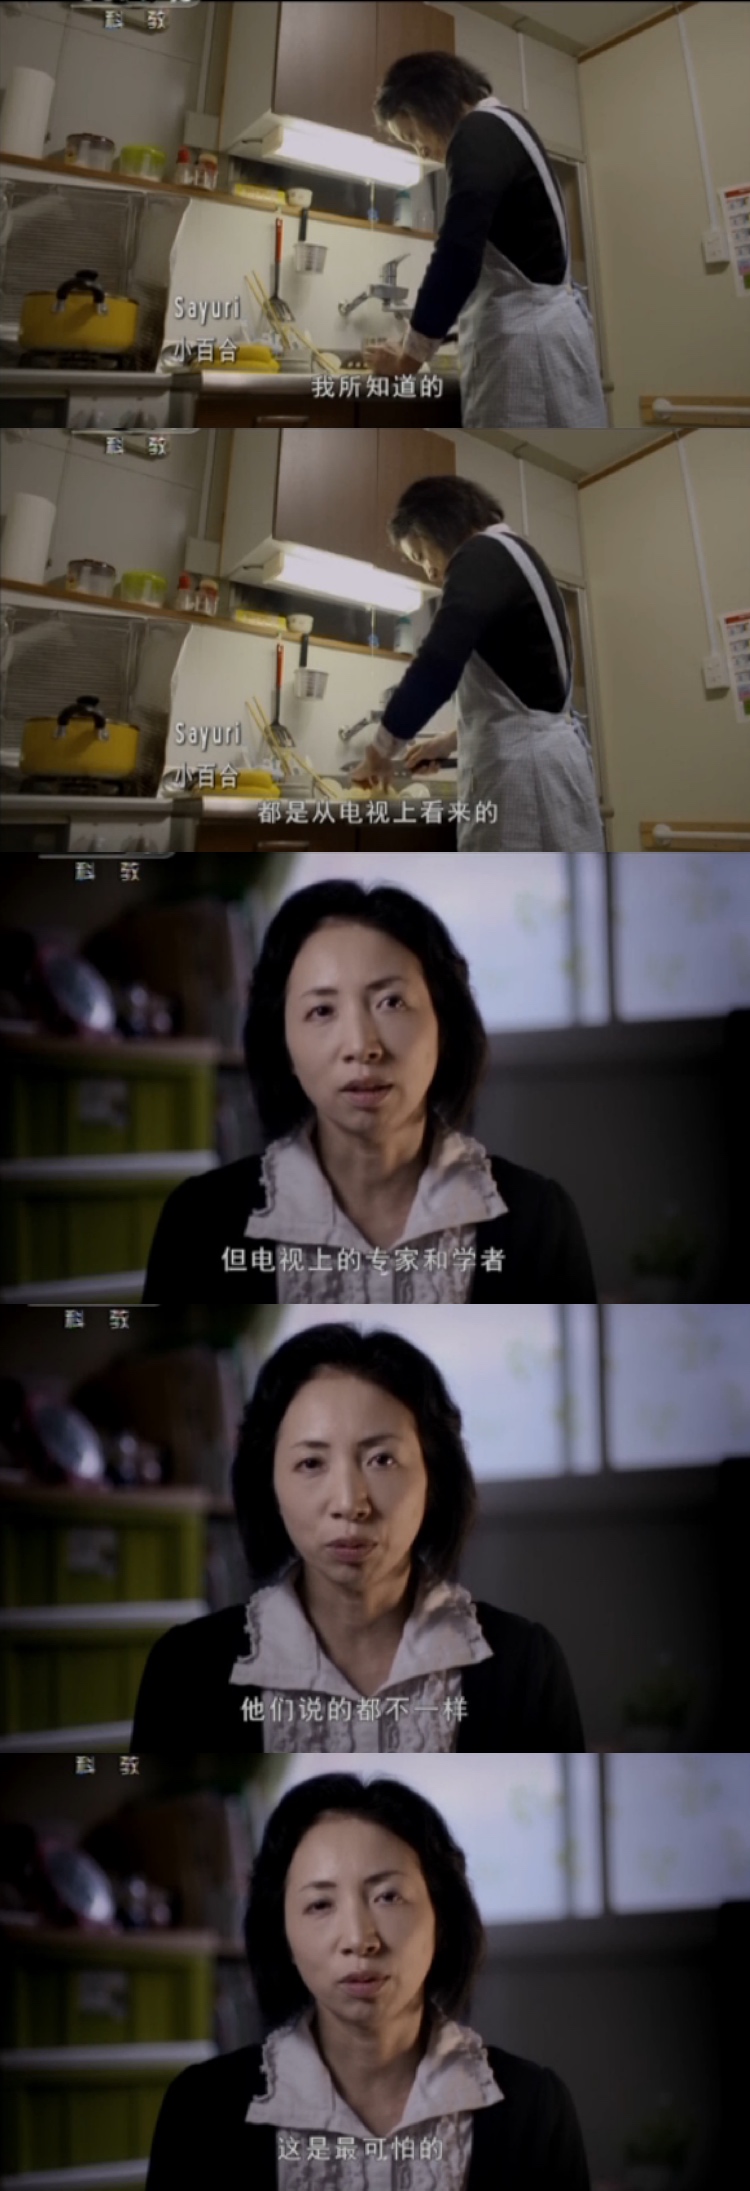 科 教
Sayuri
小百合
我所知道的
科 教
Sayuri
小百合
都是从电视上看来的
科 教
但电视上的专家和学者
科 教
他们说的都不一样
科 教
这是最可怕的